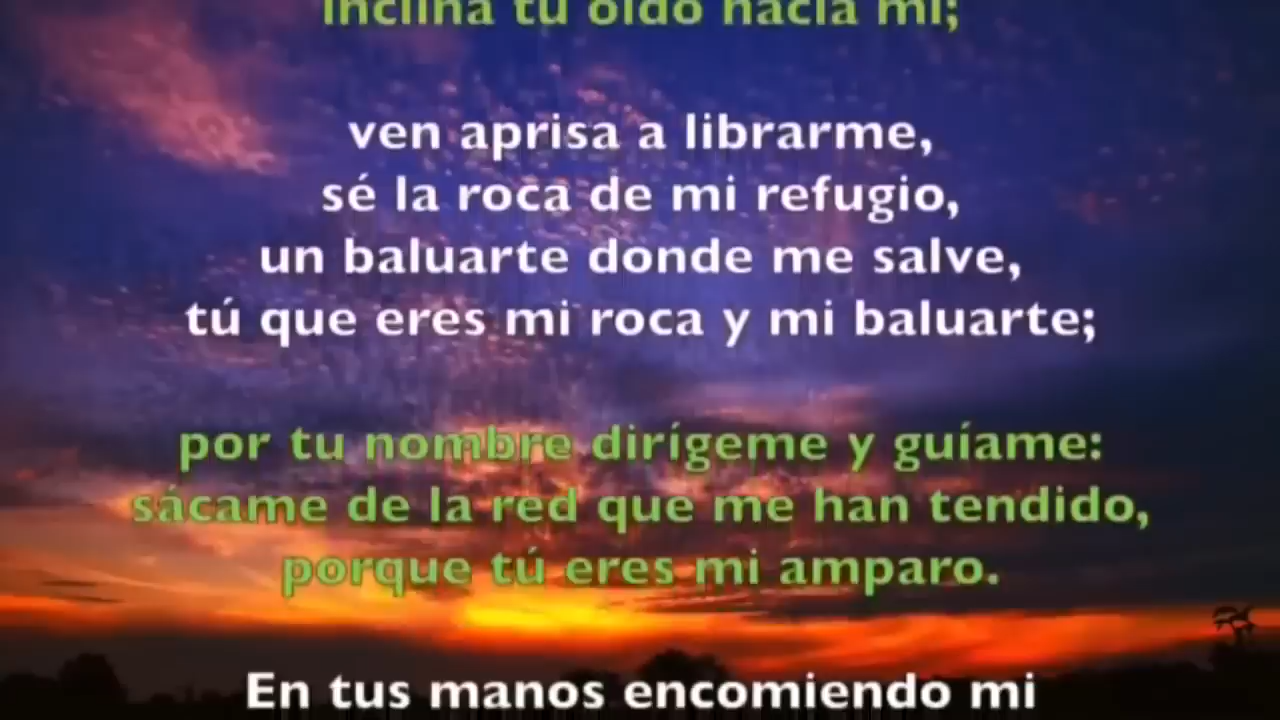 inclina tu oído hacia mí;
ven aprisa a librarme,
sé la roca de mi refugio,
un baluarte donde me salve,
tú que eres mi roca y mi baluarte;
por tu nombre dirígeme y guíame:
sácame de la red que me han tendido,
porque tú eres mi amparo.
En tus manos encomiendo mi